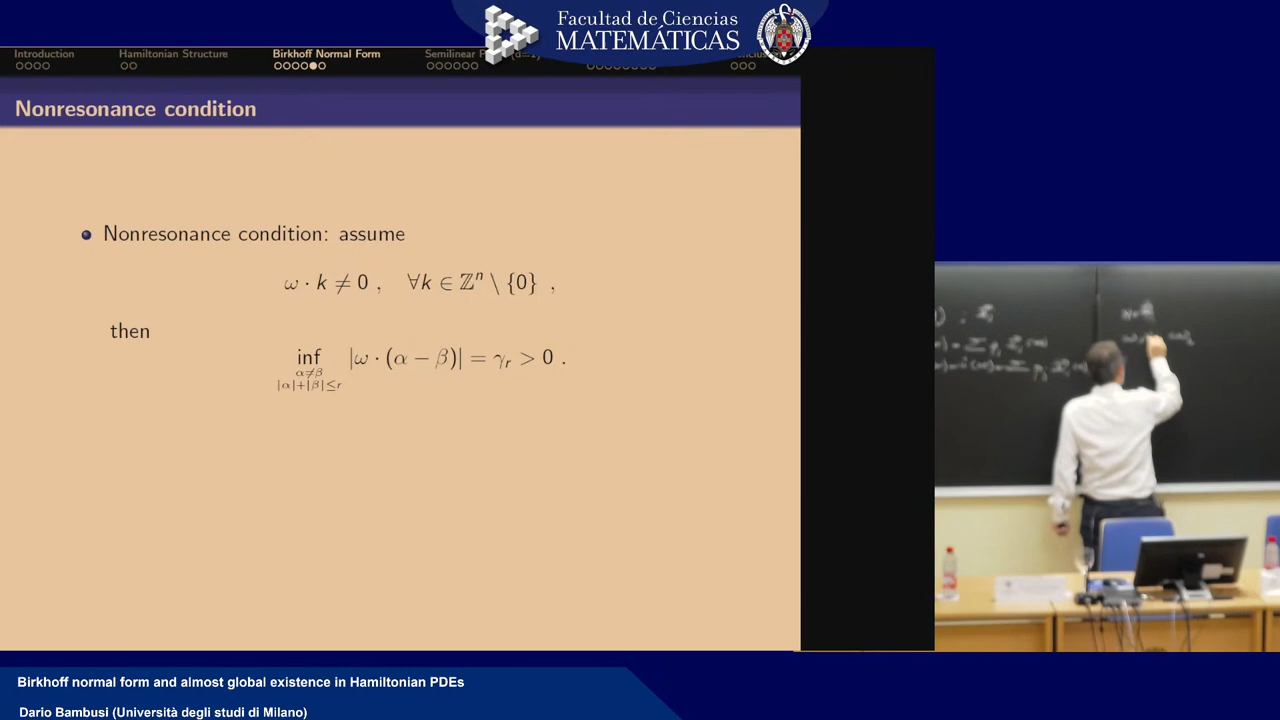 Facultad de Ciencias
MATEMÁTICAS
Introduction
Hamiltonian Structure
Birkhoff Normal Form
Nonresonance condition
Nonresonance condition: assume
ω · k ≠ 0 , ∀k ∈ ℤⁿ \ {0} ,
then
inf |ω · (α − β)| = γᵣ > 0 .
α≠β
|α|+|β|≤r
Birkhoff normal form and almost global existence in Hamiltonian PDEs
Dario Bambusi (Università degli studi di Milano)